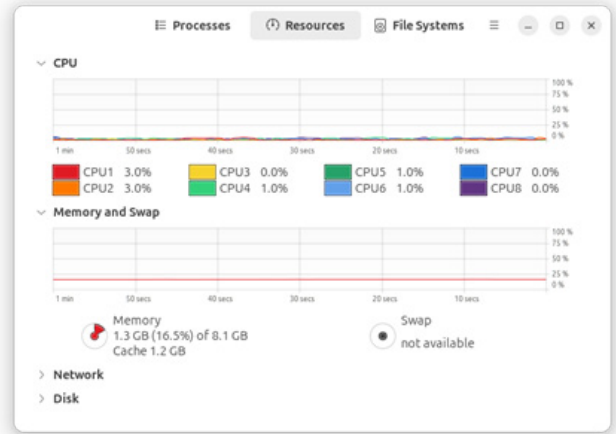 Processes Resources File Systems
CPU
100 %
75 %
50 %
0 %
1 min 50 secs 40 secs 30 secs 20 secs 10 secs
CPU1 3.0% CPU3 0.0% CPU5 1.0% CPU7 0.0%
CPU2 3.0% CPU4 1.0% CPU6 1.0% CPU8 0.0%
Memory and Swap
100 %
75 %
50 %
25 %
0 %
1 min 50 secs 40 secs 30 secs 20 secs 10 secs
Memory
1.3 GB (16.5%) of 8.1 GB
Cache 1.2 GB
Swap
not available
Network
Disk